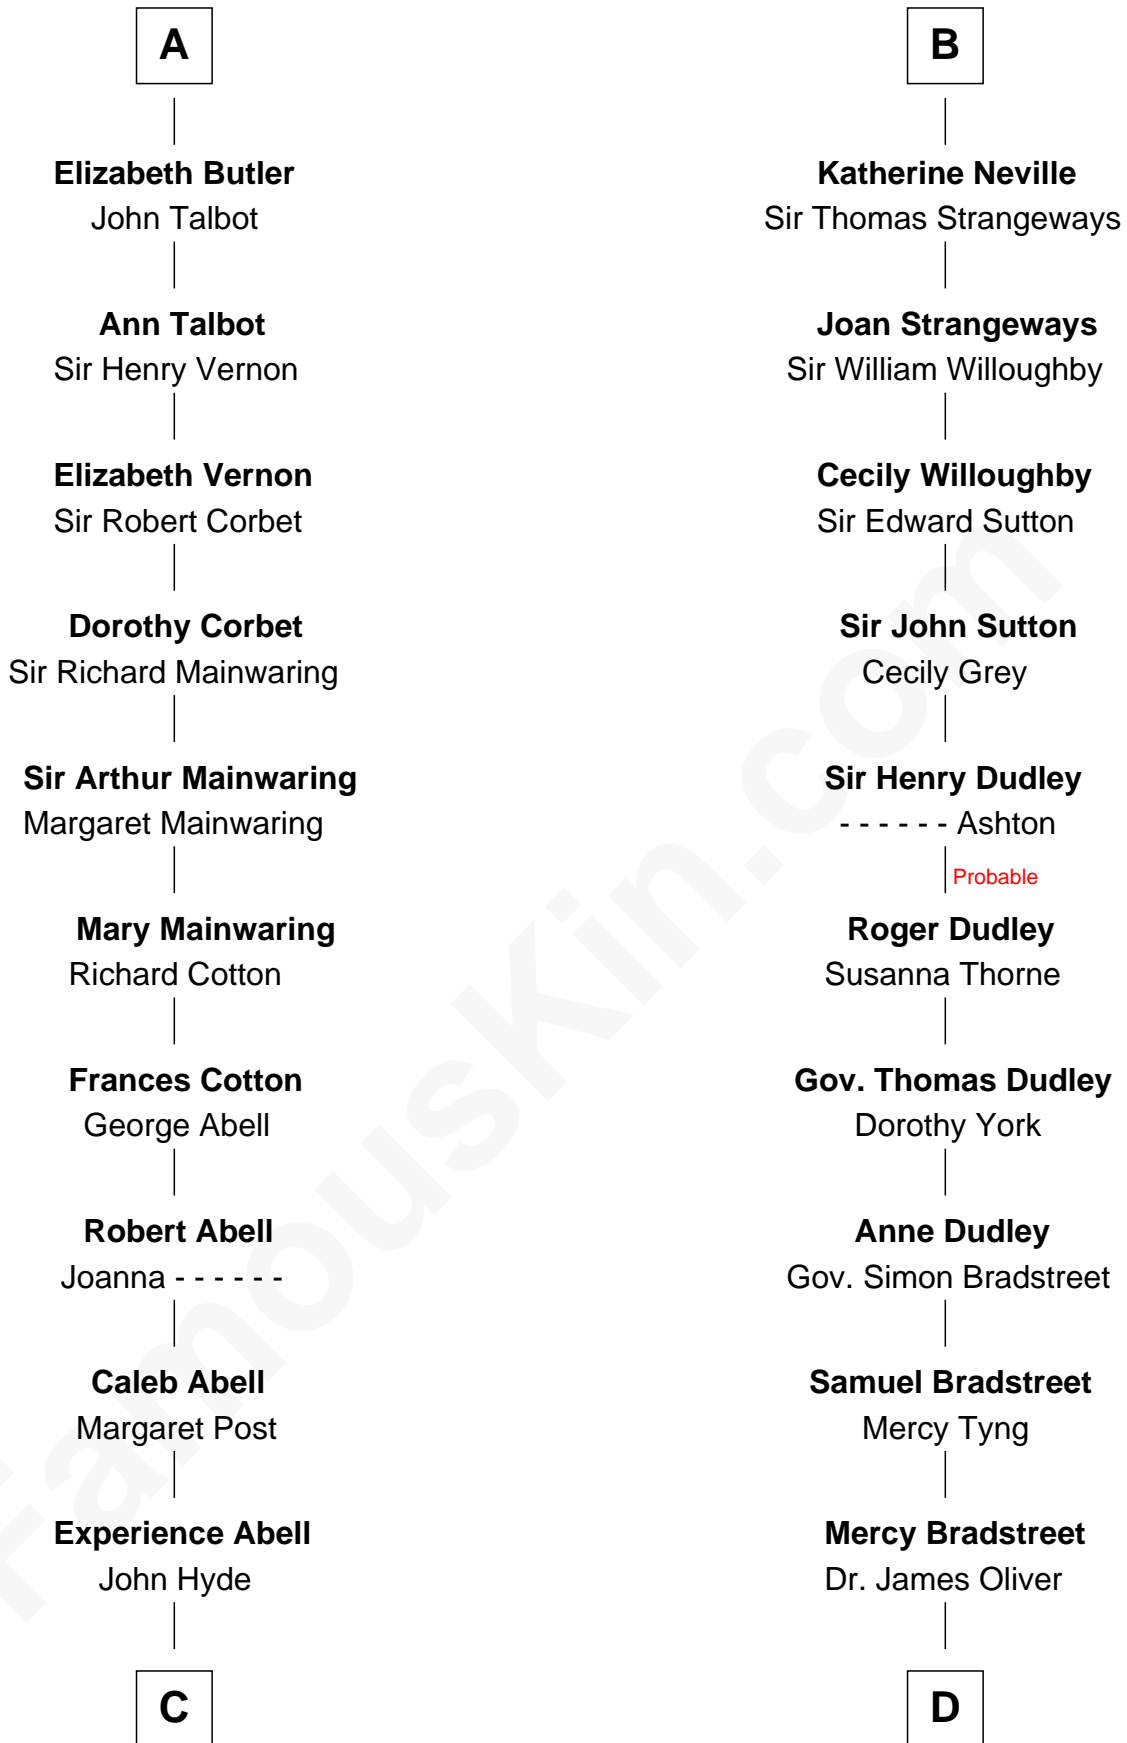 A
Elizabeth Butler
John Talbot
Ann Talbot
Sir Henry Vernon
Elizabeth Vernon
Sir Robert Corbet
Dorothy Corbet
Sir Richard Mainwaring
Sir Arthur Mainwaring
Margaret Mainwaring
Mary Mainwaring
Richard Cotton
Frances Cotton
George Abell
Robert Abell
Joanna - - - - - -
Caleb Abell
Margaret Post
Experience Abell
John Hyde
C
B
Katherine Neville
Sir Thomas Strangeways
Joan Strangeways
Sir William Willoughby
Cecily Willoughby
Sir Edward Sutton
Sir John Sutton
Cecily Grey
Sir Henry Dudley
- - - - - - Ashton
Probable
Roger Dudley
Susanna Thorne
Gov. Thomas Dudley
Dorothy York
Anne Dudley
Gov. Simon Bradstreet
Samuel Bradstreet
Mercy Tyng
Mercy Bradstreet
Dr. James Oliver
D
FamousKin.com